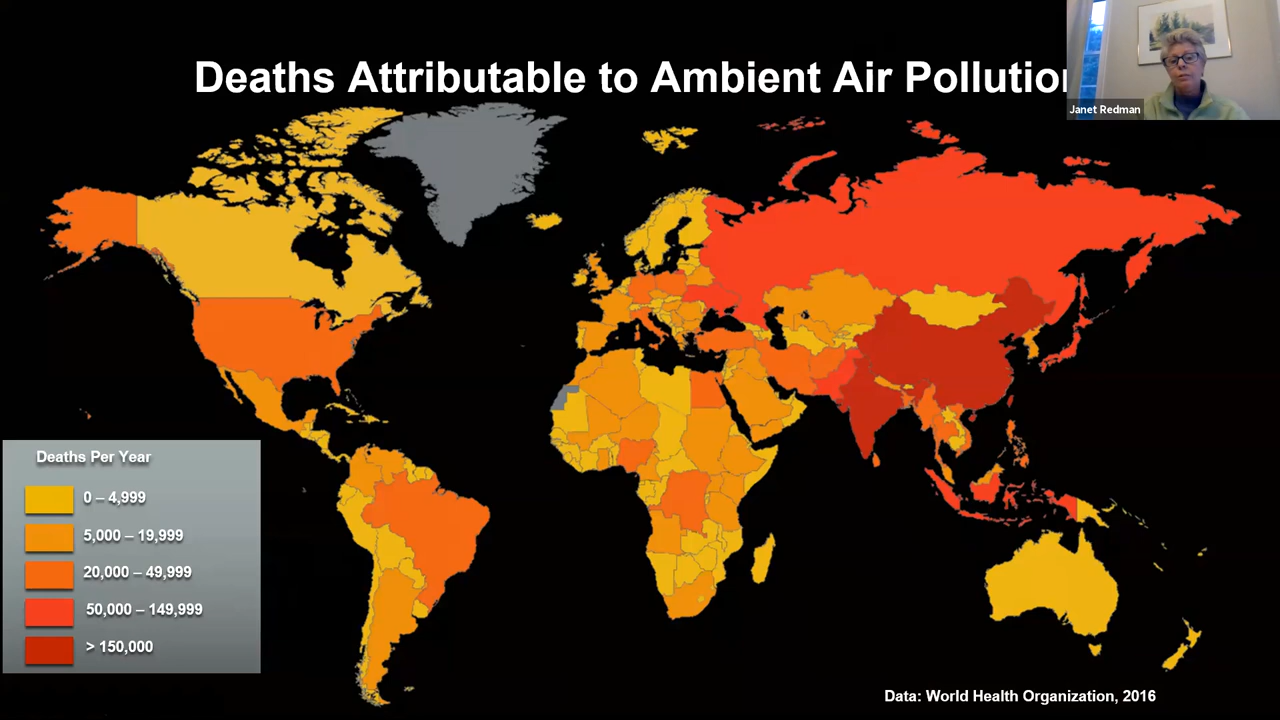 Deaths Attributable to Ambient Air Pollution
Janet Redman
Deaths Per Year
0 – 4,999
5,000 – 19,999
20,000 – 49,999
50,000 – 149,999
> 150,000
Data: World Health Organization, 2016